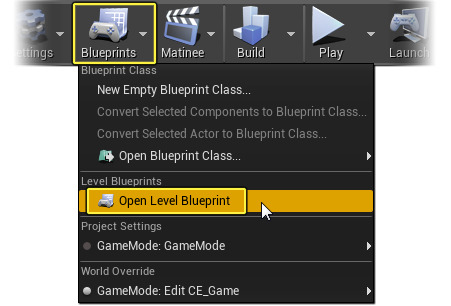 ettings
Blueprints
Matinee
Build
Play
Launch
Blueprint Class
New Empty Blueprint Class...
Convert Selected Components to Blueprint Class...
Convert Selected Actor to Blueprint Class...
Open Blueprint Class...
Level Blueprints
Open Level Blueprint
Project Settings
GameMode: GameMode
World Override
GameMode: Edit CE_Game